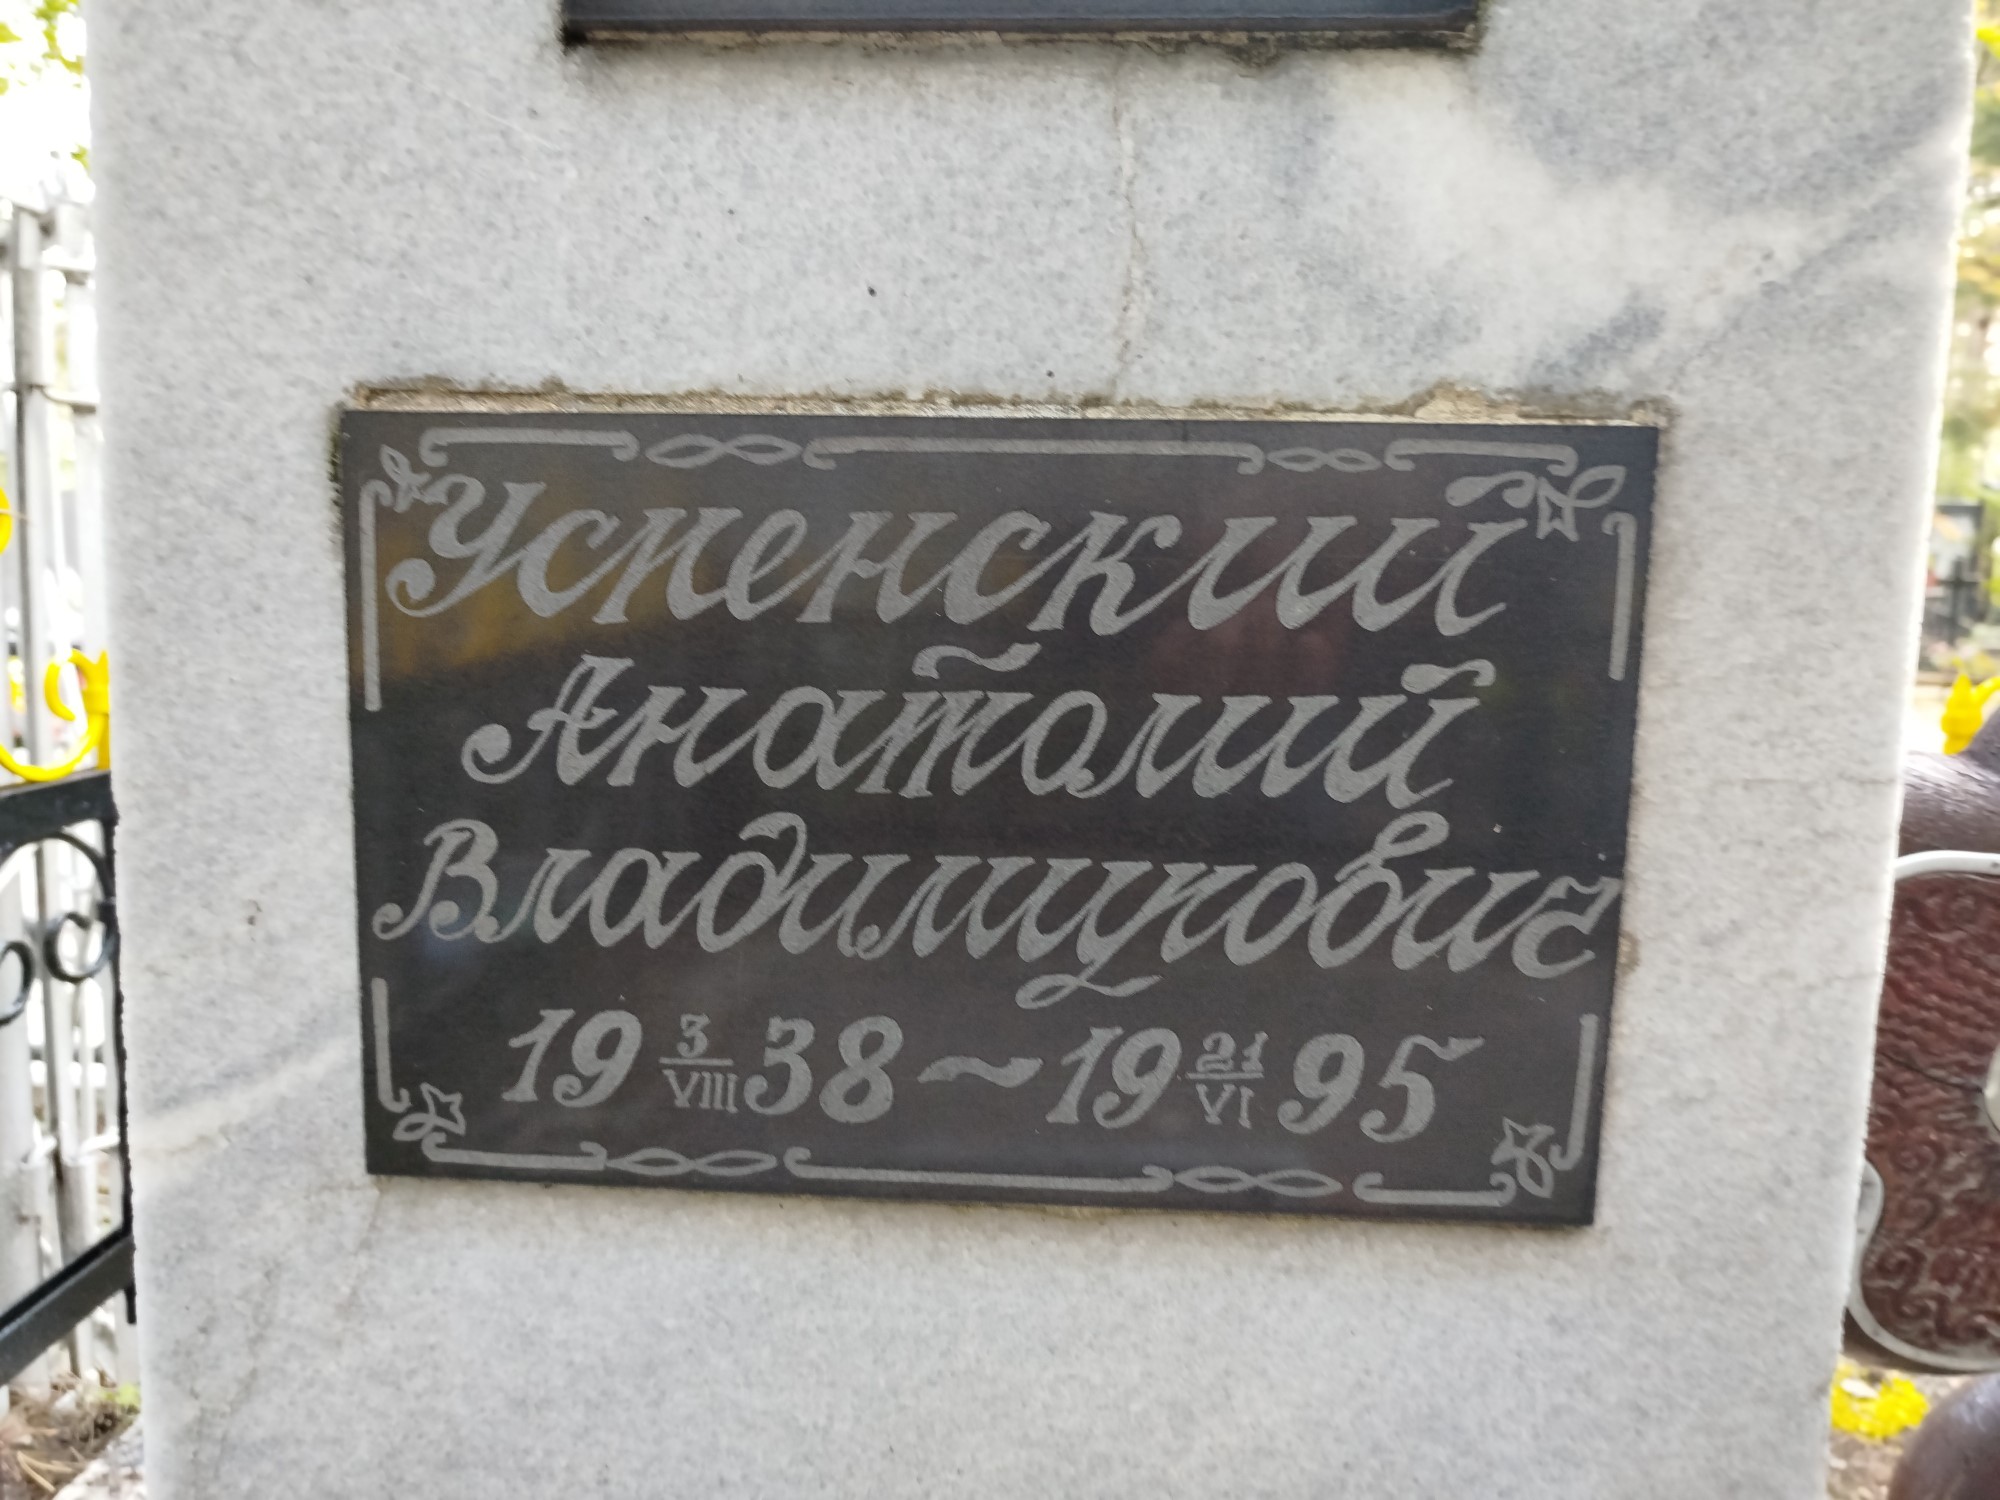 Успенский
Анатолий
Владимирович
19 3/VIII 38 ~ 19 21/VI 95